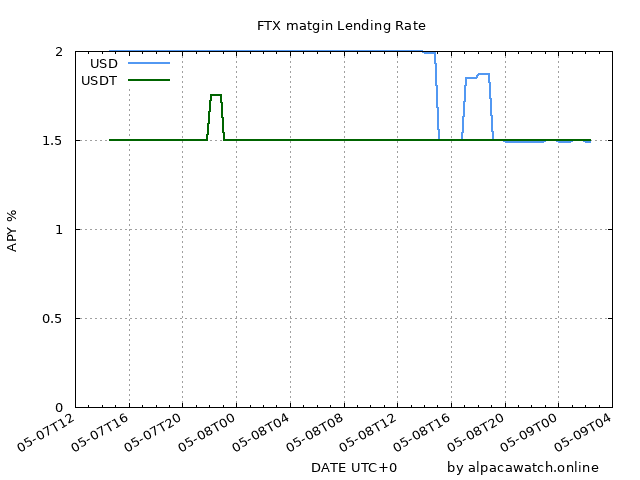 FTX matgin Lending Rate
2
USD
USDT
1.5
1
APY %
0.5
0
05-07T12 05-07T16 05-07T20 05-08T00 05-08T04 05-08T08 05-08T12 05-08T16 05-08T20 05-09T00 05-09T04
DATE UTC+0 by alpacawatch.online